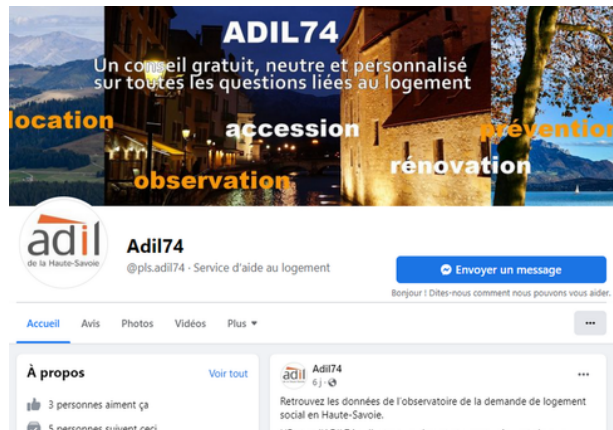 ADIL74
Un conseil gratuit, neutre et personnalisé
sur toutes les questions liées au logement
location
accession
prévention
rénovation
observation
adil
de la Haute-Savoie
Adil74
@pls.adil74 · Service d'aide au logement
Envoyer un message
Bonjour ! Dites-nous comment nous pouvons vous aider.
Accueil Avis Photos Vidéos Plus
À propos
Voir tout
3 personnes aiment ça
5 personnes suivent ceci
adil
Adil74
6 j
Retrouvez les données de l'observatoire de la demande de logement
social en Haute-Savoie.